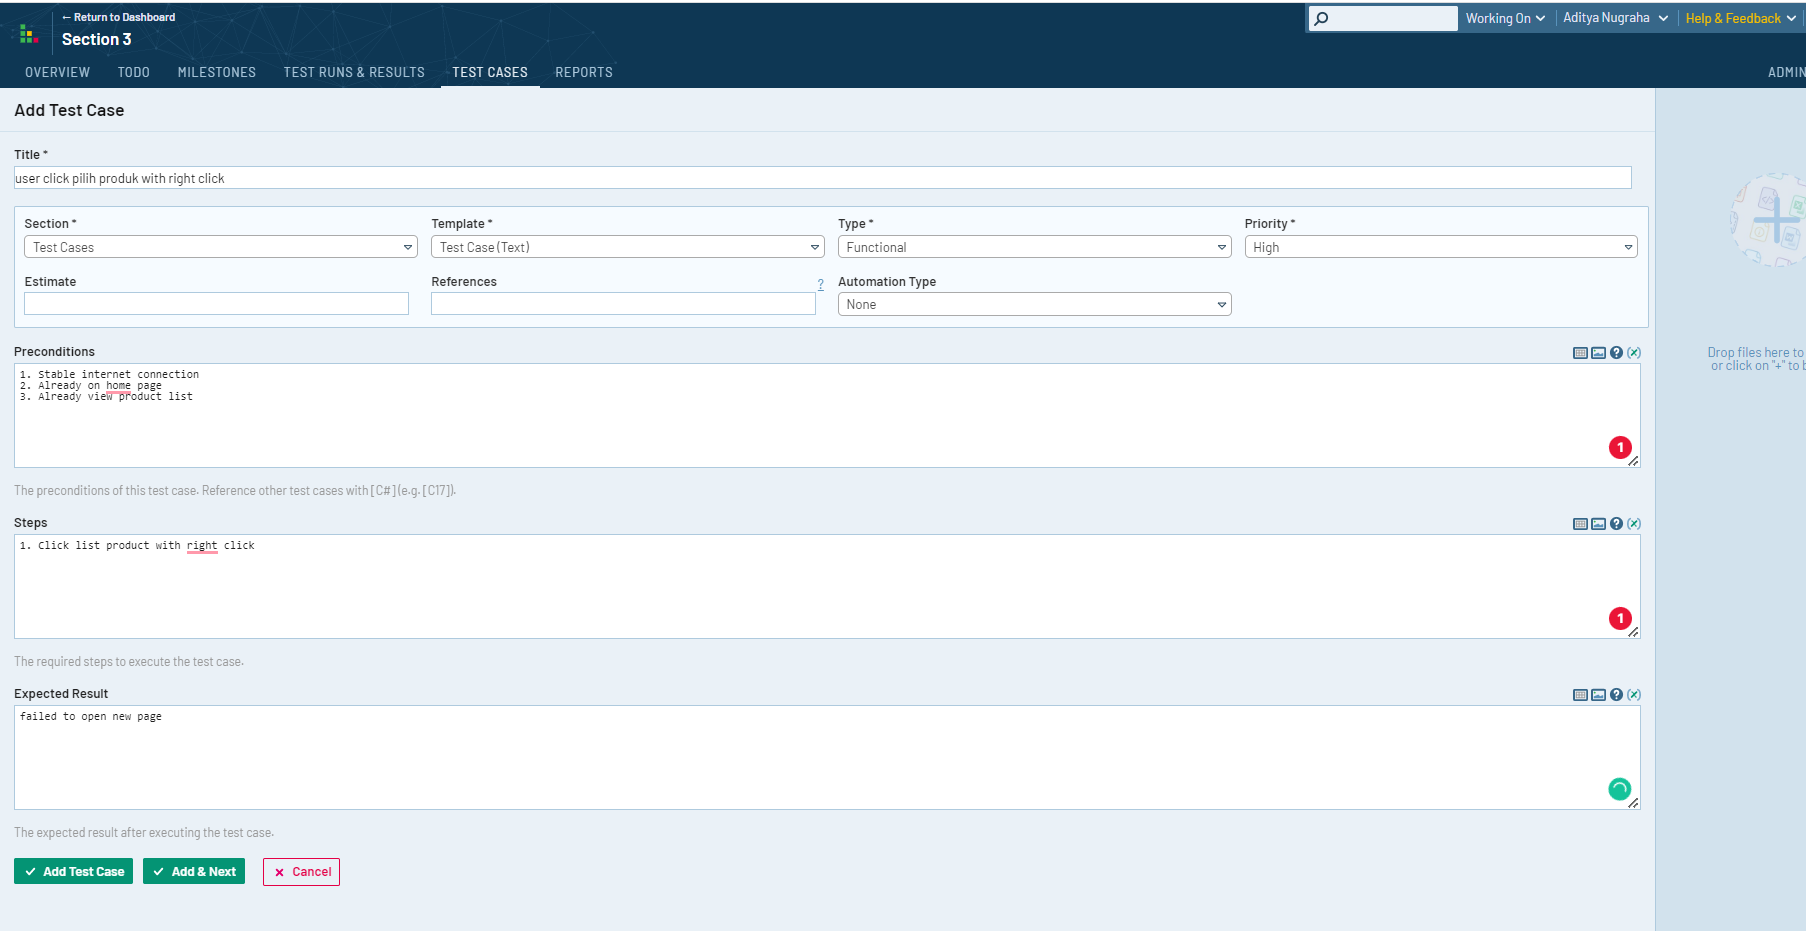 ← Return to Dashboard
Section 3
Working On
Aditya Nugraha
Help & Feedback
OVERVIEW TODO MILESTONES TEST RUNS & RESULTS TEST CASES REPORTS ADMIN
Add Test Case
Title *
user click pilih produk with right click
Section * Template * Type * Priority *
Test Cases Test Case (Text) Functional High
Estimate References ? Automation Type
None
Preconditions
1. Stable internet connection
2. Already on home page
3. Already view product list
1
The preconditions of this test case. Reference other test cases with [C#] (e.g. [C17]).
Steps
1. Click list product with right click
1
The required steps to execute the test case.
Expected Result
failed to open new page
The expected result after executing the test case.
Add Test Case Add & Next Cancel
Drop files here to
or click on "+" to b